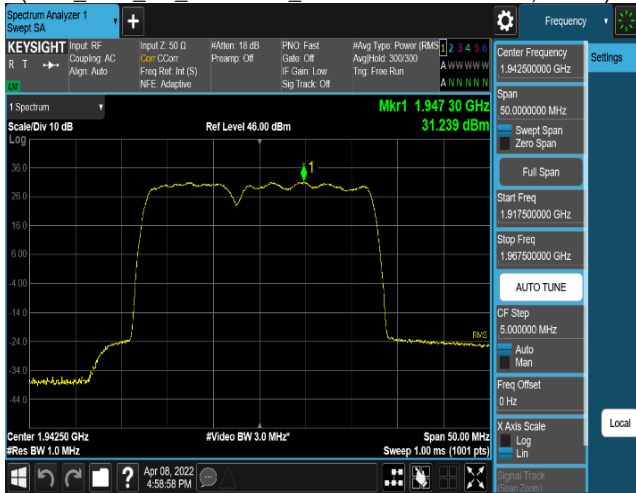 Spectrum Analyzer 1
Swept SA
Frequency
KEYSIGHT
R T
LXI
Input: RF
Coupling: AC
Align: Auto
Input Z: 50 Ω
Corr CCorr
Freq Ref: Int (S)
NFE: Adaptive
#Atten: 18 dB
Preamp: Off
PNO: Fast
Gate: Off
IF Gain: Low
Sig Track: Off
#Avg Type: Power (RMS
Avg|Hold: 300/300
Trig: Free Run
1 2 3 4 5 6
A W W W W W
A N N N N N
1 Spectrum
Scale/Div 10 dB
Ref Level 46.00 dBm
Mkr1 1.947 30 GHz
31.239 dBm
Log
36.0
26.0
16.0
6.00
-4.00
-14.0
-24.0
-34.0
-44.0
1
RMS
Center 1.94250 GHz
#Res BW 1.0 MHz
#Video BW 3.0 MHz*
Span 50.00 MHz
Sweep 1.00 ms (1001 pts)
Apr 08, 2022
4:58:58 PM
Center Frequency
1.942500000 GHz
Span
50.0000000 MHz
Swept Span
Zero Span
Full Span
Start Freq
1.917500000 GHz
Stop Freq
1.967500000 GHz
AUTO TUNE
CF Step
5.000000 MHz
Auto
Man
Freq Offset
0 Hz
X Axis Scale
Log
Lin
Signal Track
(Span Zoom)
Settings
Local